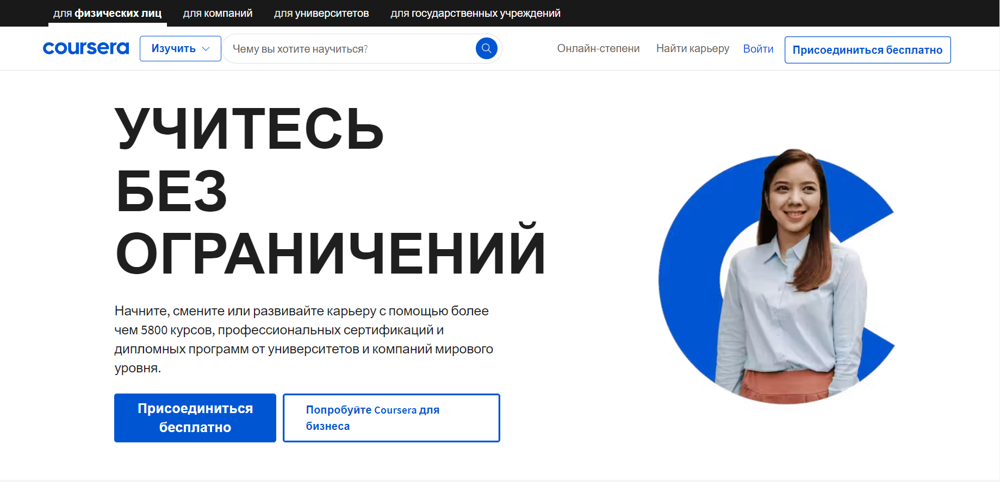 для физических лиц
для компаний
для университетов
для государственных учреждений
coursera
Изучить
Чему вы хотите научиться?
Онлайн-степени
Найти карьеру
Войти
Присоединиться бесплатно
УЧИТЕСЬ
БЕЗ
ОГРАНИЧЕНИЙ
Начните, смените или развивайте карьеру с помощью более
чем 5800 курсов, профессиональных сертификаций и
дипломных программ от университетов и компаний мирового
уровня.
Присоединиться
бесплатно
Попробуйте Coursera для
бизнеса